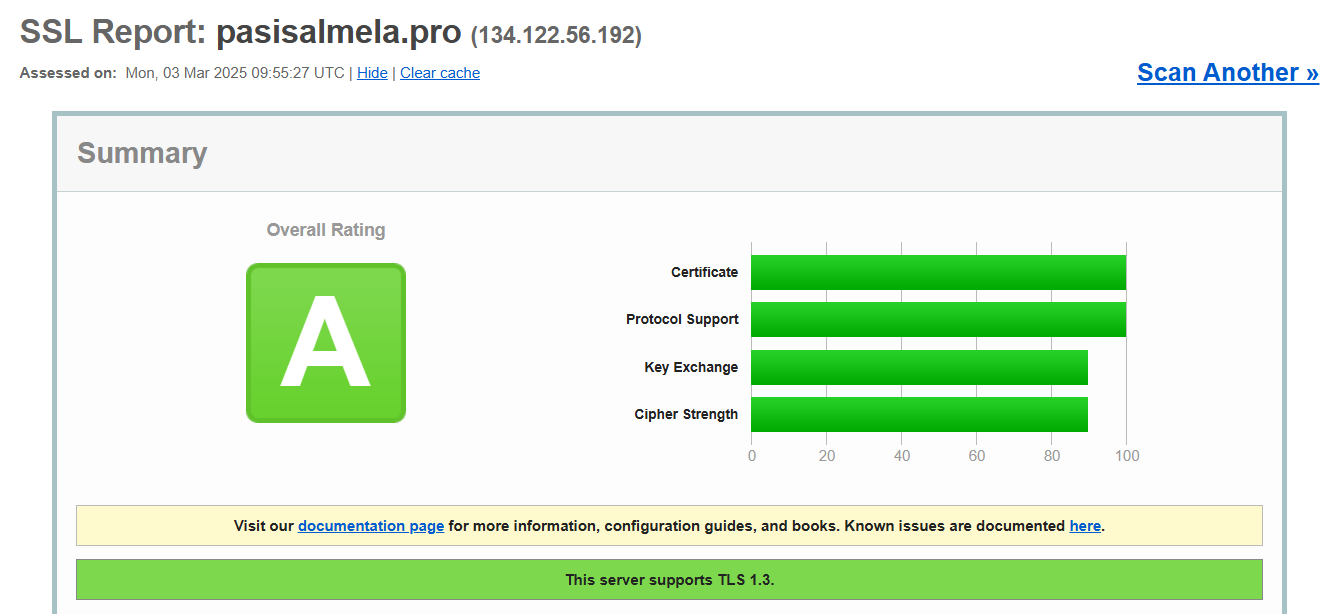 SSL Report: pasisalmela.pro (134.122.56.192)
Assessed on: Mon, 03 Mar 2025 09:55:27 UTC | Hide | Clear cache
Scan Another »
Summary
Overall Rating
A
Certificate
Protocol Support
Key Exchange
Cipher Strength
0 20 40 60 80 100
Visit our documentation page for more information, configuration guides, and books. Known issues are documented here.
This server supports TLS 1.3.